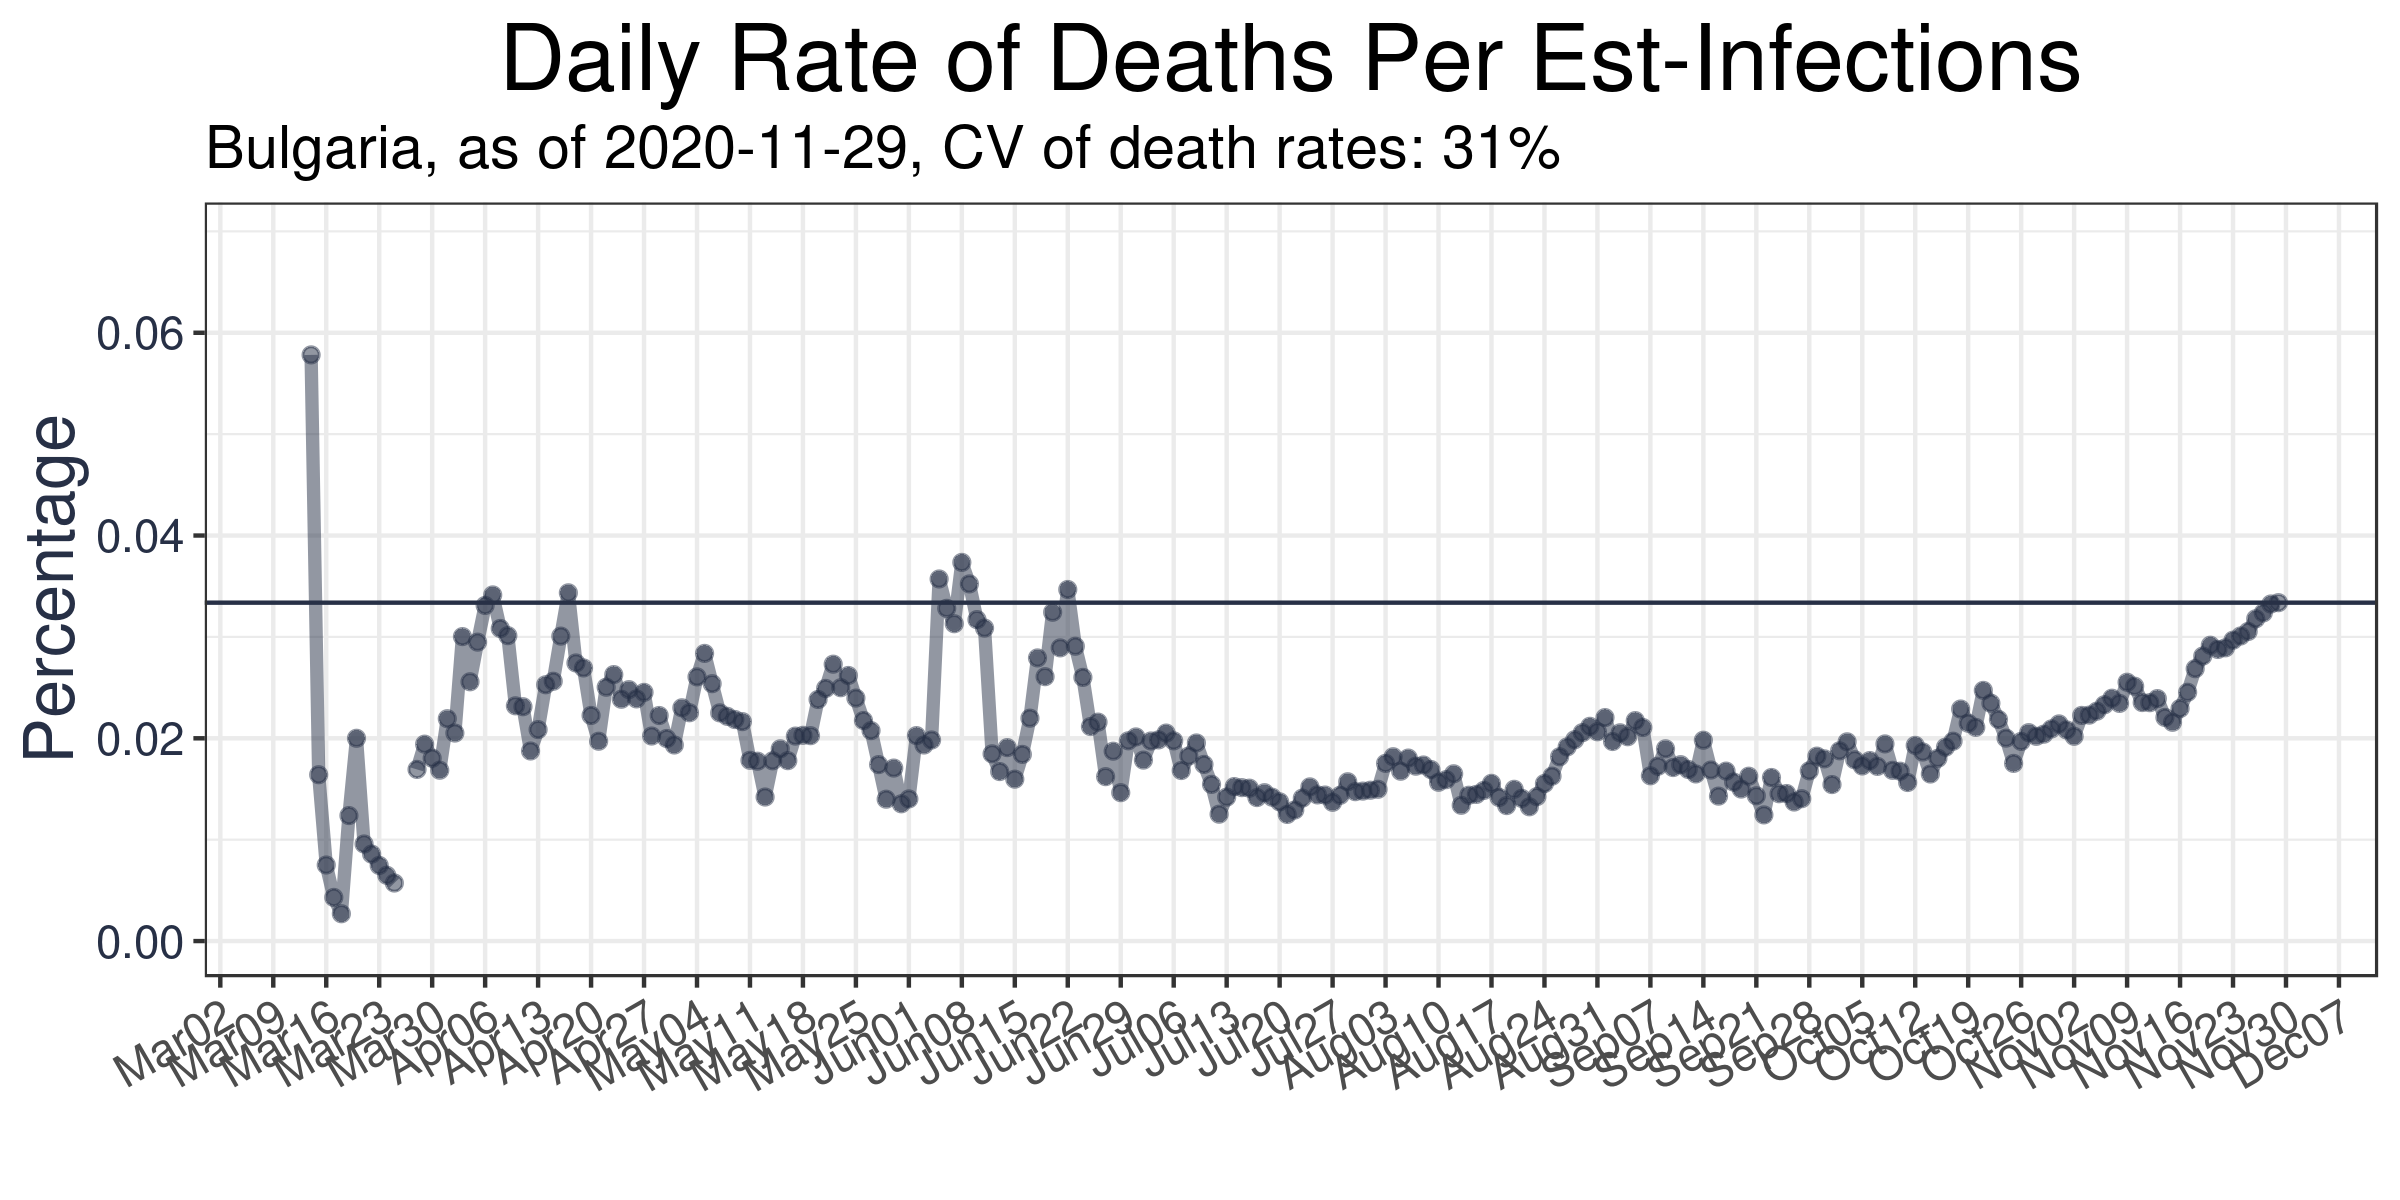 Daily Rate of Deaths Per Est-Infections
Bulgaria, as of 2020-11-29, CV of death rates: 31%
Percentage
0.06
0.04
0.02
0.00
Mar02
Mar09
Mar16
Mar23
Mar30
Apr06
Apr13
Apr20
Apr27
May04
May11
May18
May25
Jun01
Jun08
Jun15
Jun22
Jun29
Jul06
Jul13
Jul20
Jul27
Aug03
Aug10
Aug17
Aug24
Aug31
Sep07
Sep14
Sep21
Sep28
Oct05
Oct12
Oct19
Oct26
Nov02
Nov09
Nov16
Nov23
Nov30
Dec07